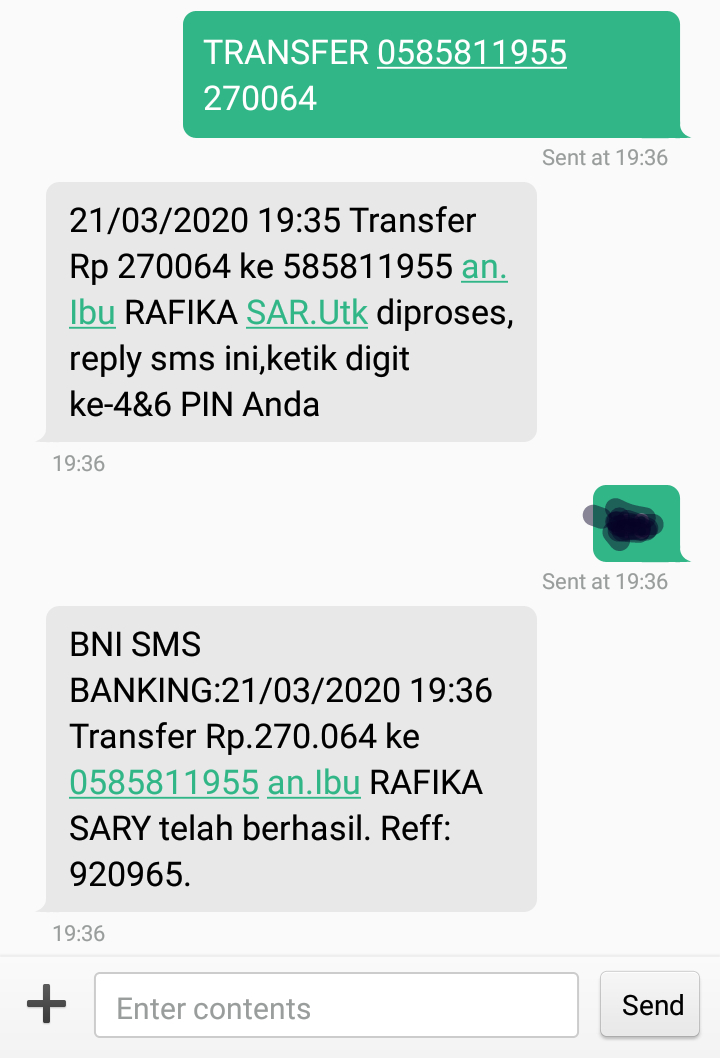 TRANSFER 0585811955
270064
Sent at 19:36
21/03/2020 19:35 Transfer
Rp 270064 ke 585811955 an.
Ibu RAFIKA SAR.Utk diproses,
reply sms ini,ketik digit
ke-4&6 PIN Anda
19:36
Sent at 19:36
BNI SMS
BANKING:21/03/2020 19:36
Transfer Rp.270.064 ke
0585811955 an.Ibu RAFIKA
SARY telah berhasil. Reff:
920965.
19:36
Enter contents
Send